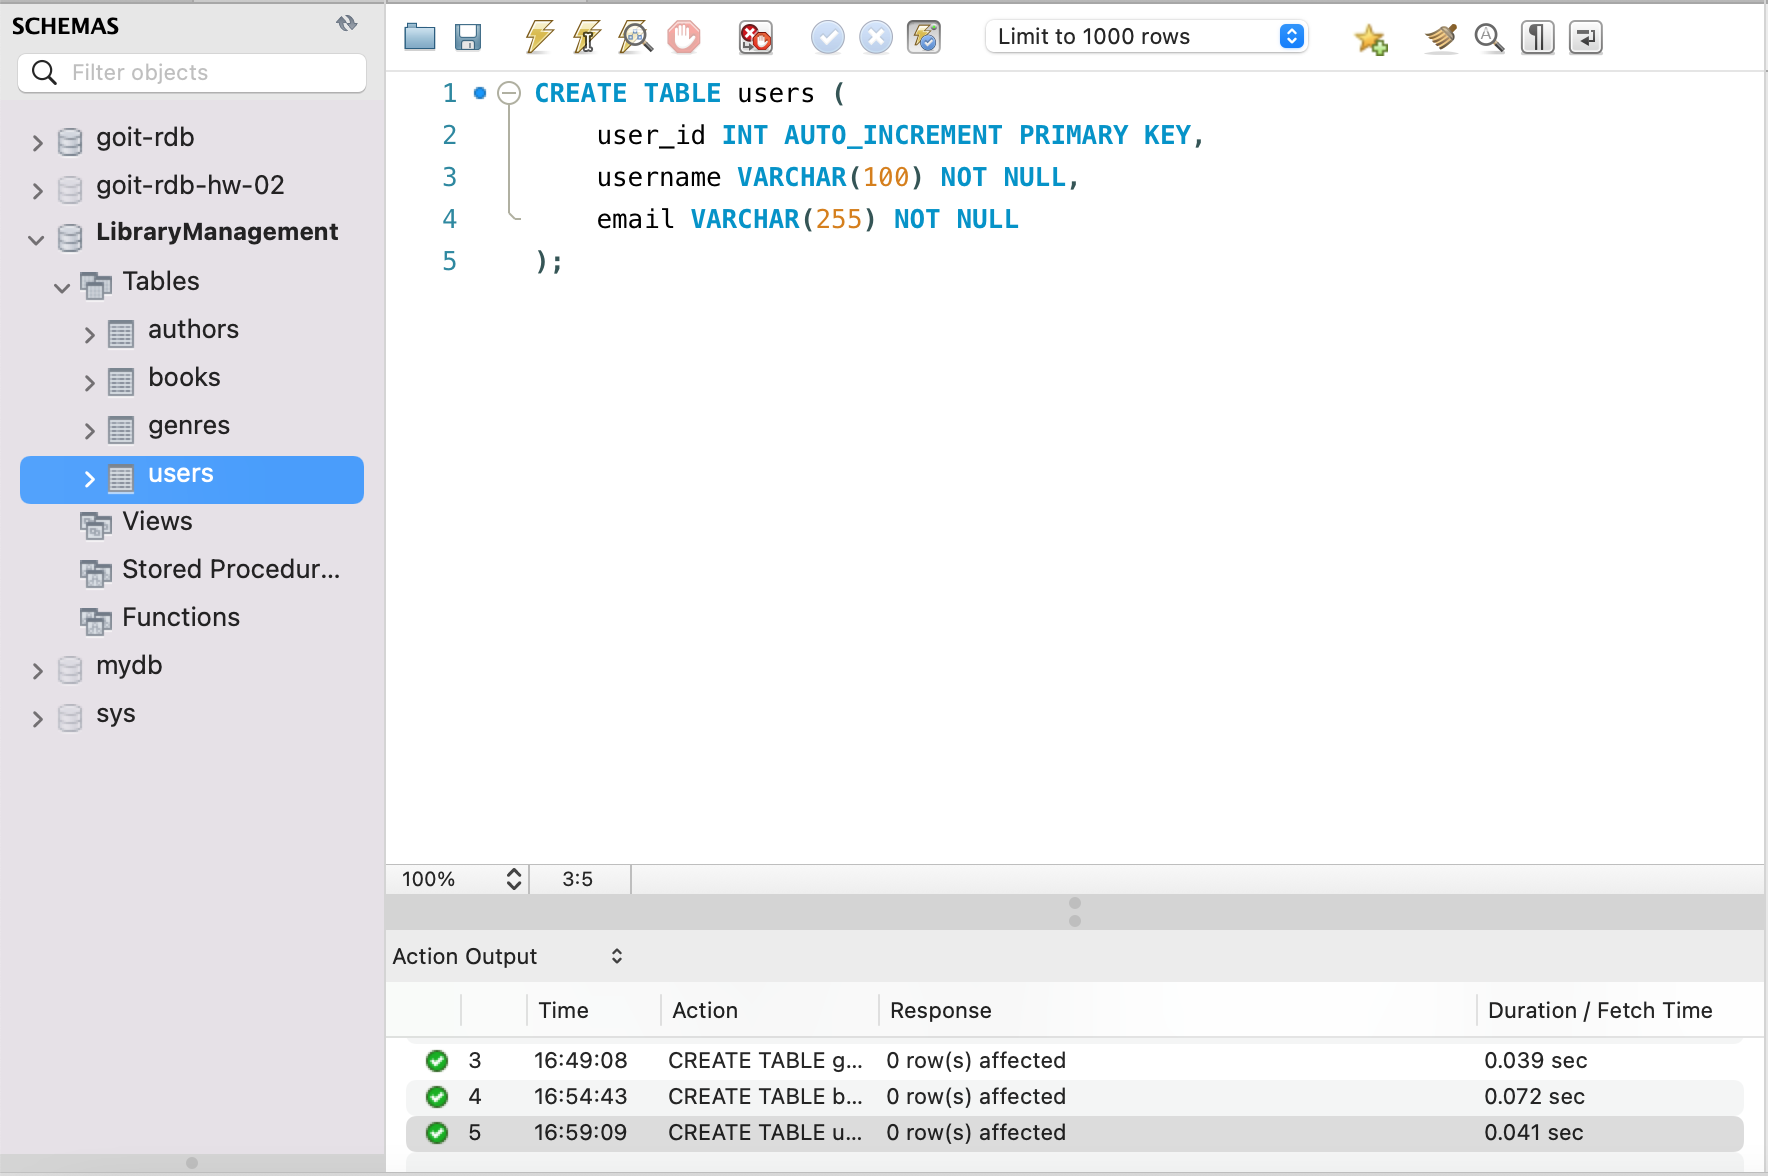 SCHEMAS
Filter objects
goit-rdb
goit-rdb-hw-02
LibraryManagement
Tables
authors
books
genres
users
Views
Stored Procedur...
Functions
mydb
sys
Limit to 1000 rows
1 CREATE TABLE users (
2 user_id INT AUTO_INCREMENT PRIMARY KEY,
3 username VARCHAR(100) NOT NULL,
4 email VARCHAR(255) NOT NULL
5 );
100% 3:5
Action Output
Time Action Response Duration / Fetch Time
3 16:49:08 CREATE TABLE g... 0 row(s) affected 0.039 sec
4 16:54:43 CREATE TABLE b... 0 row(s) affected 0.072 sec
5 16:59:09 CREATE TABLE u... 0 row(s) affected 0.041 sec